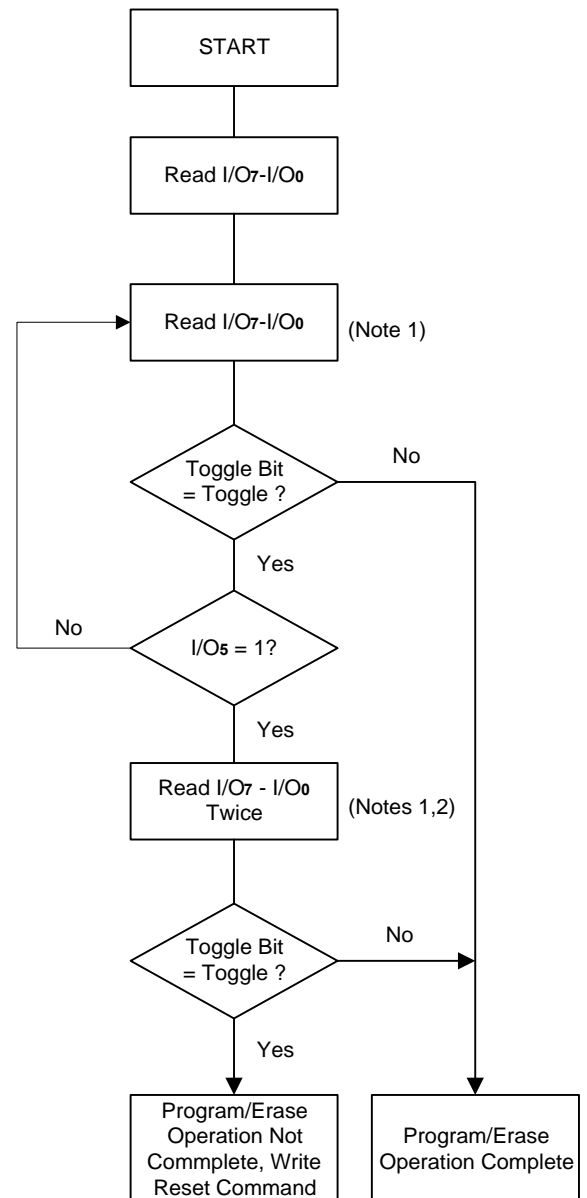 START
Read I/O7-I/O0
Read I/O7-I/O0
(Note 1)
Toggle Bit
= Toggle ?
No
Yes
I/O5 = 1?
No
Yes
Read I/O7 - I/O0
Twice
(Notes 1,2)
Toggle Bit
= Toggle ?
No
Yes
Program/Erase
Operation Not
Commplete, Write
Reset Command
Program/Erase
Operation Complete